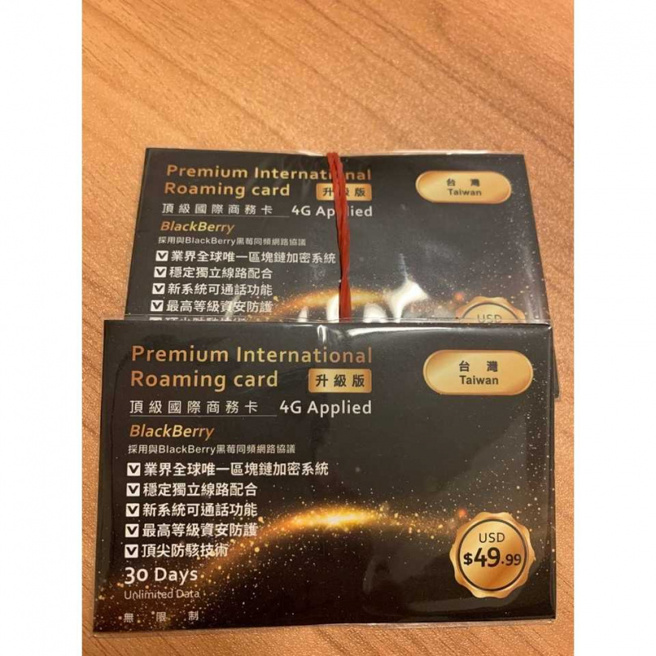 Premium International
Roaming card 升級版
台灣
Taiwan
頂級國際商務卡 4G Applied
BlackBerry
採用與BlackBerry黑莓同頻網路協議
業界全球唯一區塊鏈加密系統
穩定獨立線路配合
新系統可通話功能
最高等級資安防護
USD
Premium International
Roaming card 升級版
台灣
Taiwan
頂級國際商務卡 4G Applied
BlackBerry
採用與BlackBerry黑莓同頻網路協議
業界全球唯一區塊鏈加密系統
穩定獨立線路配合
新系統可通話功能
最高等級資安防護
頂尖防駭技術
USD
$49.99
30 Days
Unlimited Data
無限制